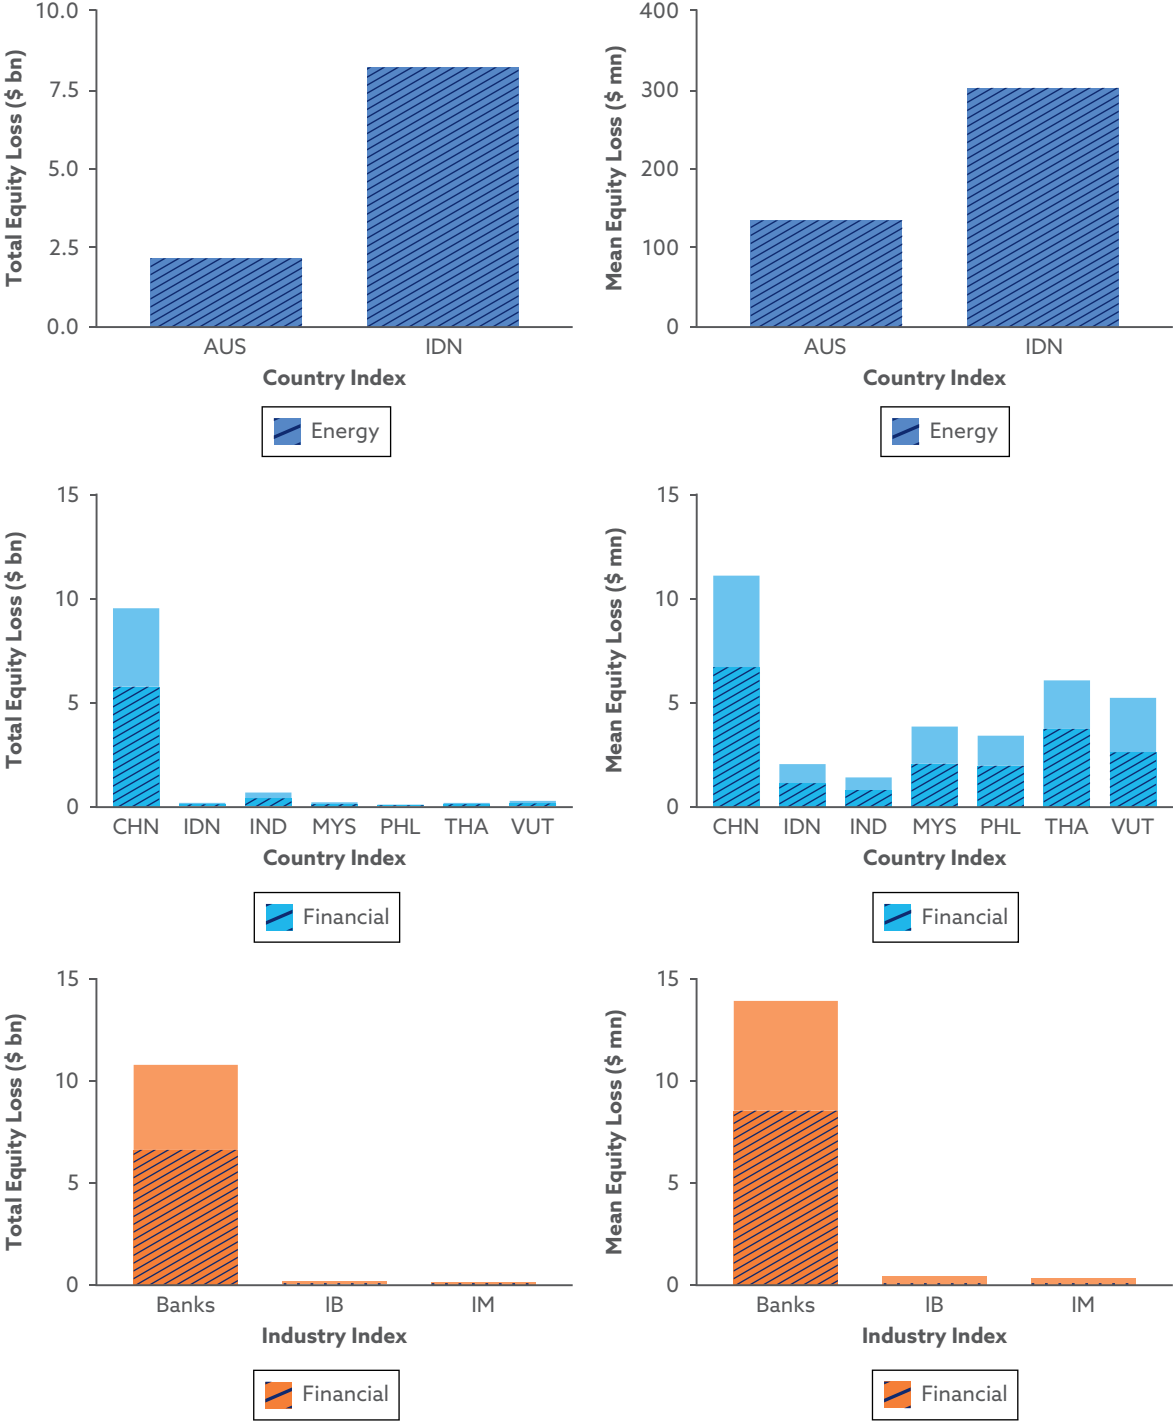 Total Equity Loss ($ bn)
10.0
7.5
5.0
2.5
0.0
AUS IDN
Country Index
Energy
Mean Equity Loss ($ mn)
400
300
200
100
0
AUS IDN
Country Index
Energy
Total Equity Loss ($ bn)
15
10
5
0
CHN IDN IND MYS PHL THA VUT
Country Index
Financial
Mean Equity Loss ($ mn)
15
10
5
0
CHN IDN IND MYS PHL THA VUT
Country Index
Financial
Total Equity Loss ($ bn)
15
10
5
0
Banks IB IM
Industry Index
Financial
Mean Equity Loss ($ mn)
15
10
5
0
Banks IB IM
Industry Index
Financial